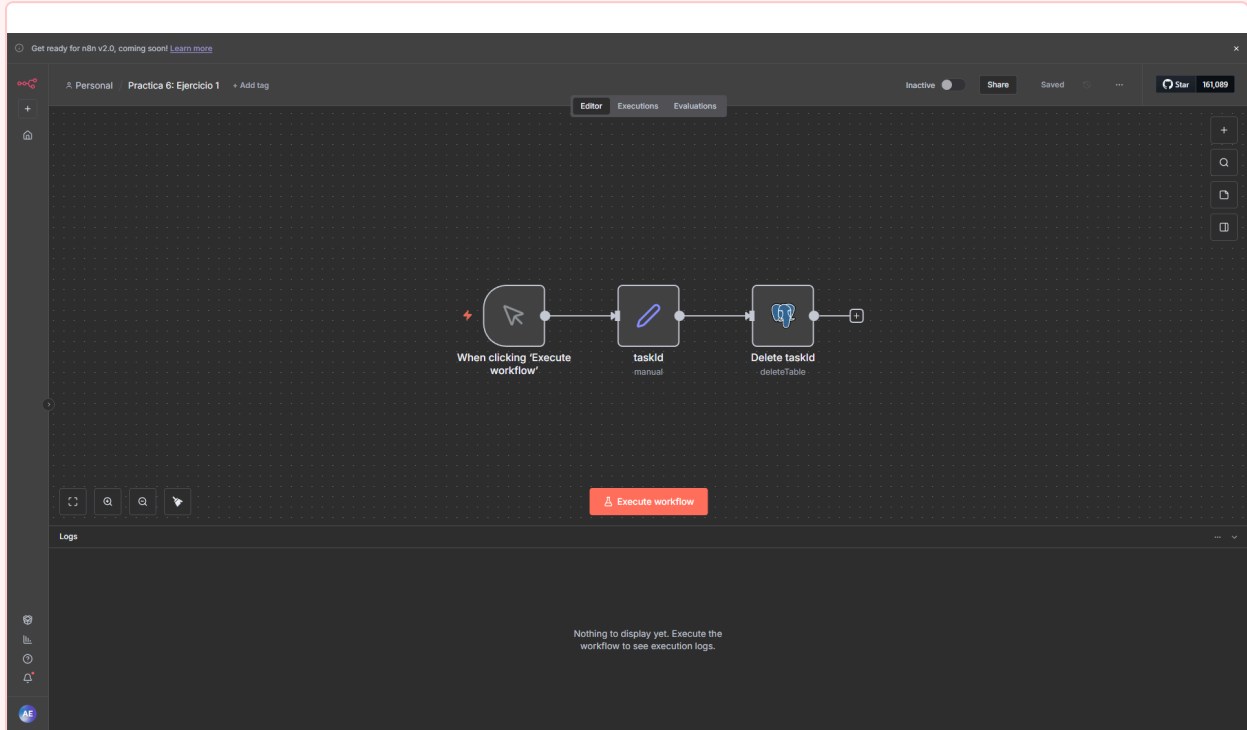 Get ready for n8n v2.0, coming soon! Learn more
Personal / Practica 6: Ejercicio 1 + Add tag
Inactive Share Saved ... Star 161,089
Editor Executions Evaluations
When clicking ‘Execute
workflow’
taskId
manual
Delete taskId
deleteTable
Execute workflow
Logs
Nothing to display yet. Execute the
workflow to see execution logs.
AE